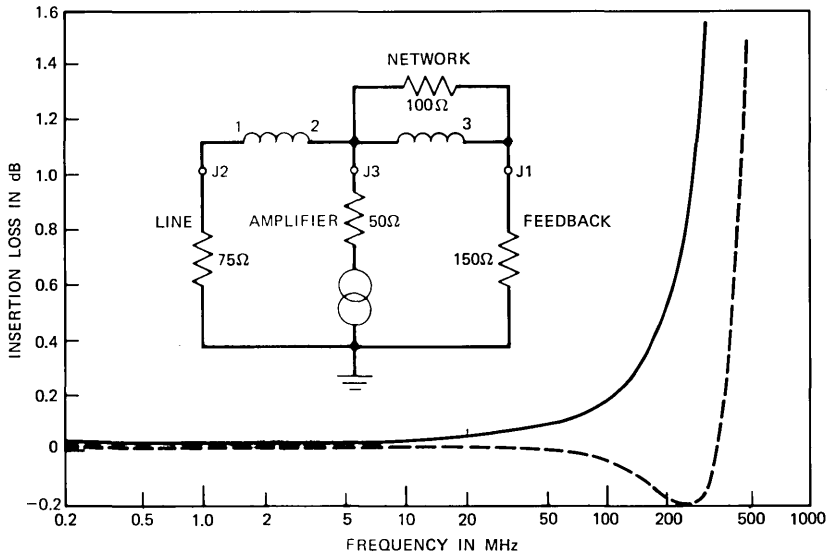 1.6
1.4
1.2
1.0
0.8
0.6
0.4
0.2
0
−0.2
INSERTION LOSS IN dB
NETWORK
100Ω
1 2 3
J2 J3 J1
LINE AMPLIFIER 50Ω FEEDBACK
75Ω 150Ω
0.2 0.5 1.0 2 5 10 20 50 100 200 500 1000
FREQUENCY IN MHz